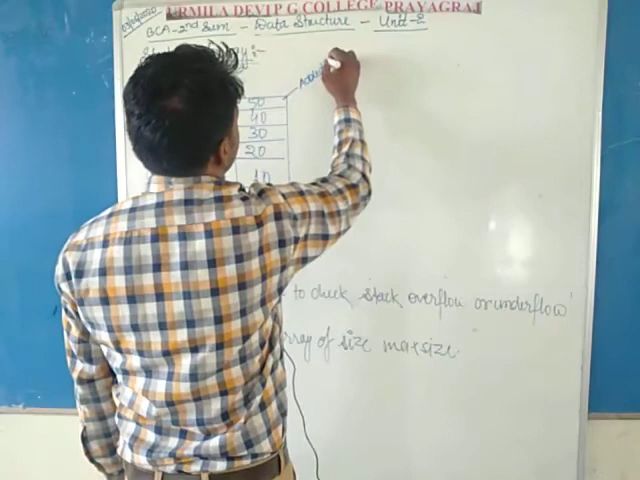 URMILA DEVI P G COLLEGE PRAYAGRAJ
BCA-2nd Sem - Data Structure - Unit-2
50
40
30
20
10
to check stack overflow or underflow
rray of size maxsize